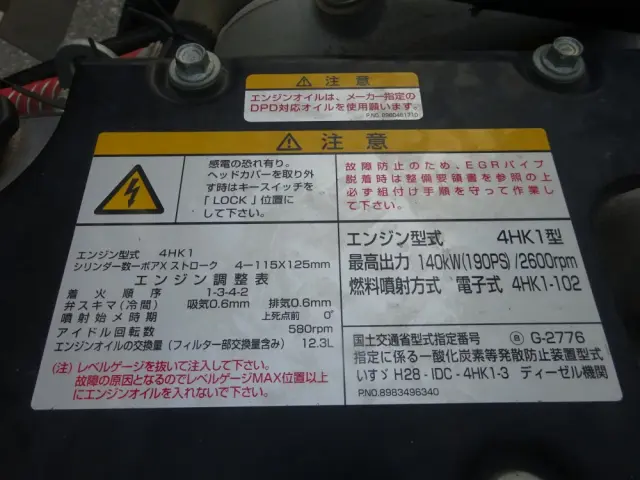 注意
エンジンオイルは、メーカー指定の
DPD対応オイルを使用願います。
注意
感電の恐れ有り。
ヘッドカバーを取り外
す時はキースイッチを
「LOCK」位置に
して下さい。
故障防止のため、EGRパイプ
脱着時は整備要領書を参照の上
必ず組付け手順を守って作業し
て下さい。
エンジン型式 4HK1
シリンダー数ーボアX ストローク 4ー115X125mm
エンジン調整表
着火順序 1-3-4-2
弁スキマ(冷間) 吸気0.6mm 排気0.6mm
噴射始メ時期 上死点前 0°
アイドル回転数 580rpm
エンジンオイルの交換量(フィルター部交換量含み) 12.3L
(注)レベルゲージを抜いて注入して下さい。
故障の原因となるのでレベルゲージMAX位置以上
にエンジンオイルを入れないで下さい。
エンジン型式 4HK1型
最高出力 140kW(190PS)/2600rpm
燃料噴射方式 電子式 4HK1-102
国土交通省型式指定番号 ⓐ G-2776
指定に係る一酸化炭素等発散防止装置型式
いすゞ H28-IDC-4HK1-3 ディーゼル機関
P.NO.8983496340